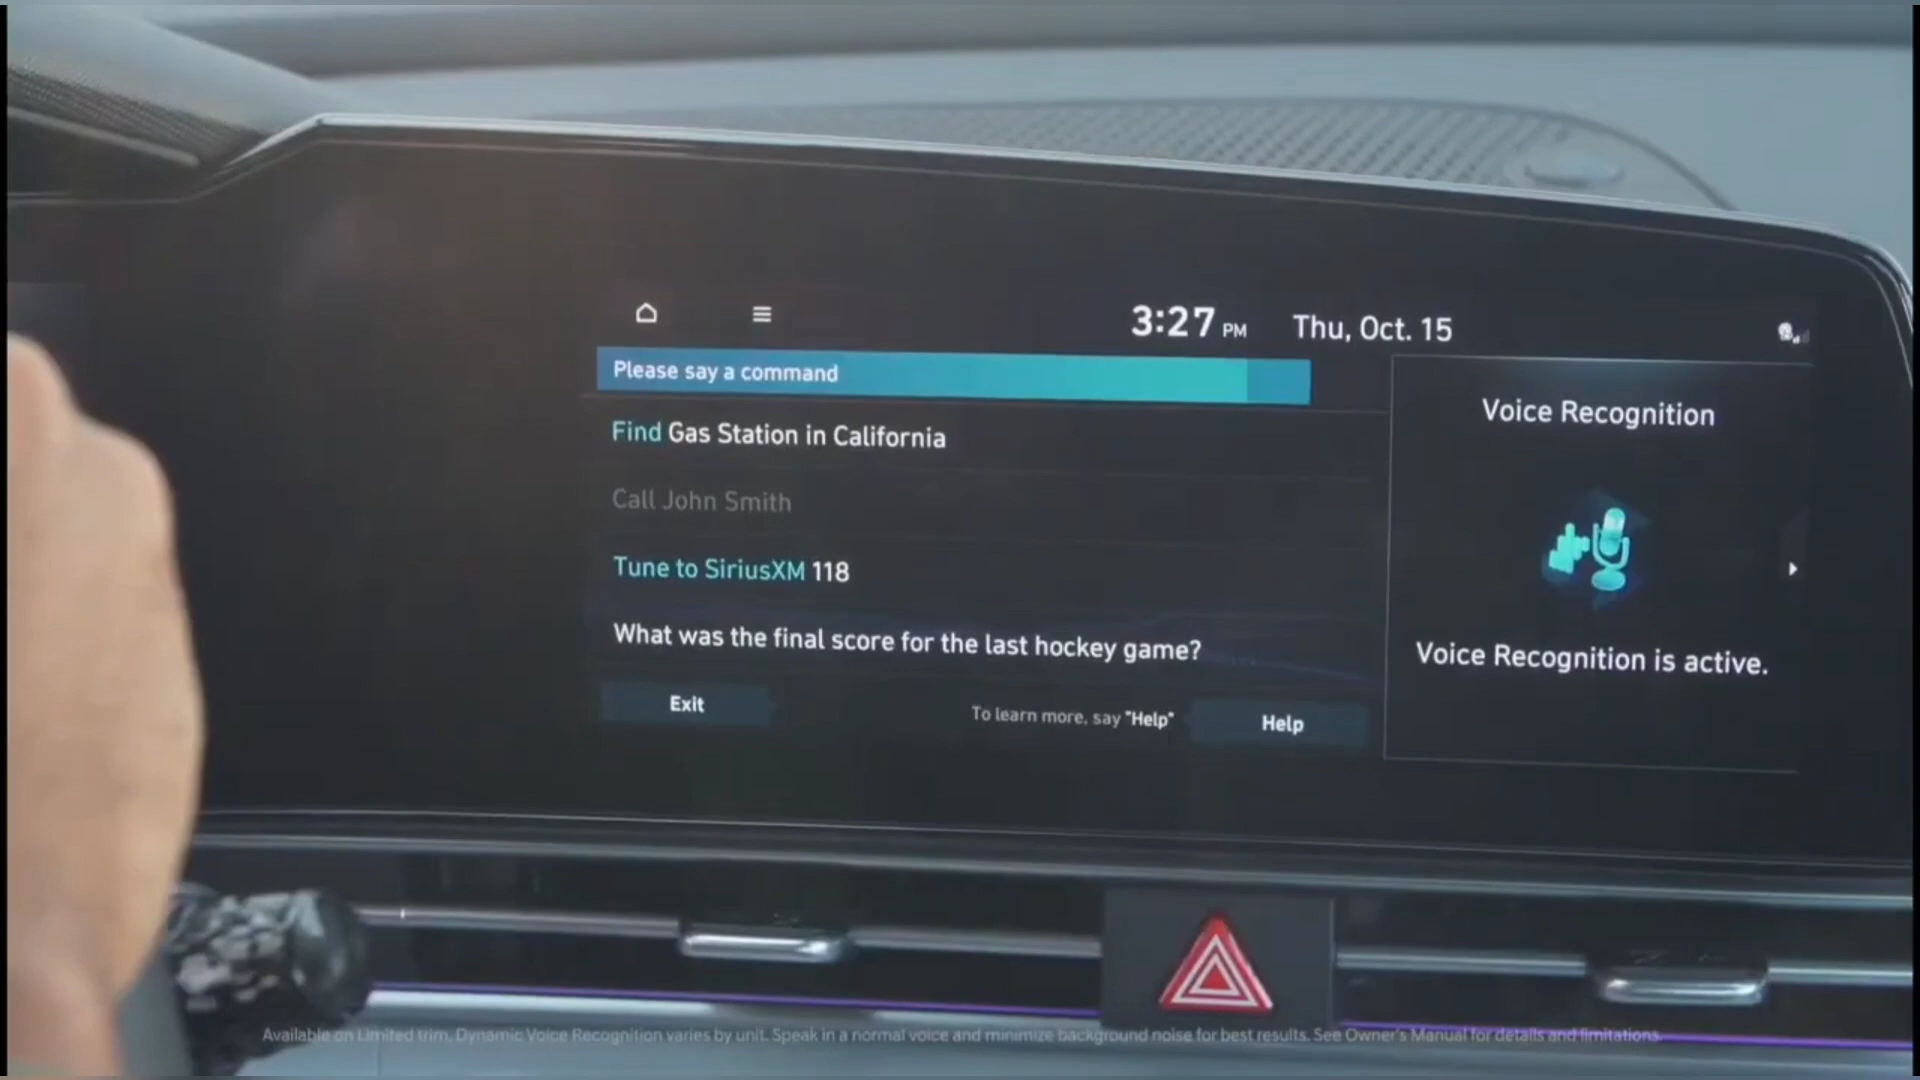 3:27 PM Thu, Oct. 15
Please say a command
Find Gas Station in California
Call John Smith
Tune to SiriusXM 118
What was the final score for the last hockey game?
Exit
To learn more, say "Help"
Help
Voice Recognition
Voice Recognition is active.
Available on Limited trim, Dynamic Voice Recognition varies by unit. Speak in a normal voice and minimize background noise for best results. See Owner's Manual for details and limitations.